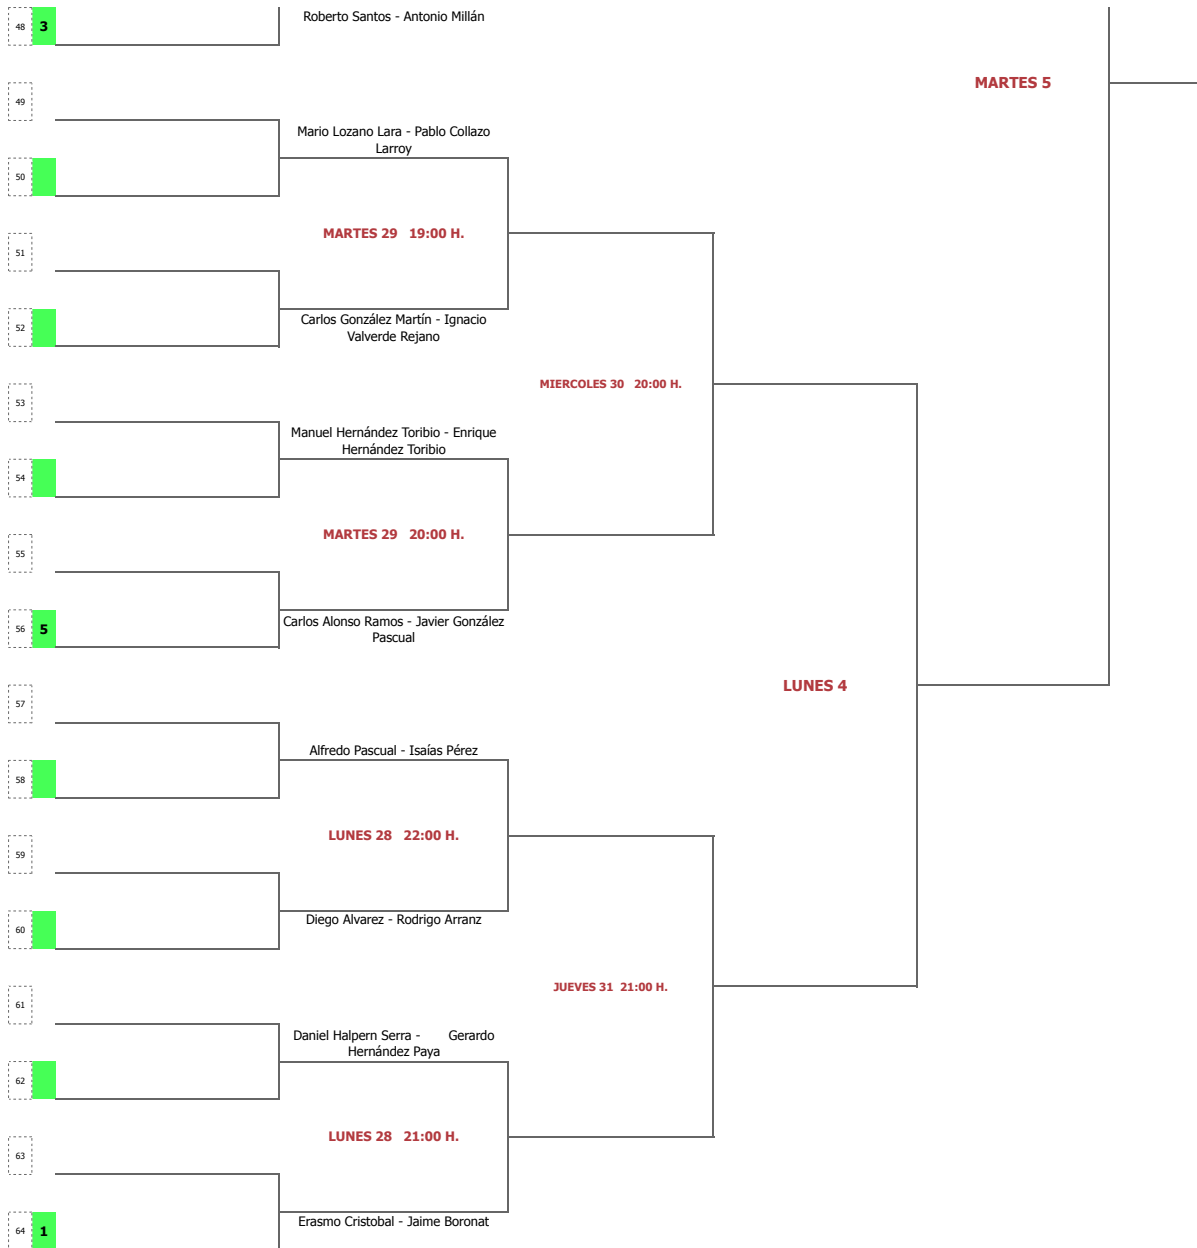 Roberto Santos - Antonio Millán
48 3
MARTES 5
49
Mario Lozano Lara - Pablo Collazo
Larroy
50
MARTES 29 19:00 H.
51
Carlos González Martín - Ignacio
Valverde Rejano
52
MIERCOLES 30 20:00 H.
53
Manuel Hernández Toribio - Enrique
Hernández Toribio
54
MARTES 29 20:00 H.
55
Carlos Alonso Ramos - Javier González
Pascual
56 5
LUNES 4
57
Alfredo Pascual - Isaías Pérez
58
LUNES 28 22:00 H.
59
Diego Alvarez - Rodrigo Arranz
60
JUEVES 31 21:00 H.
61
Daniel Halpern Serra - Gerardo
Hernández Paya
62
LUNES 28 21:00 H.
63
Erasmo Cristobal - Jaime Boronat
64 1